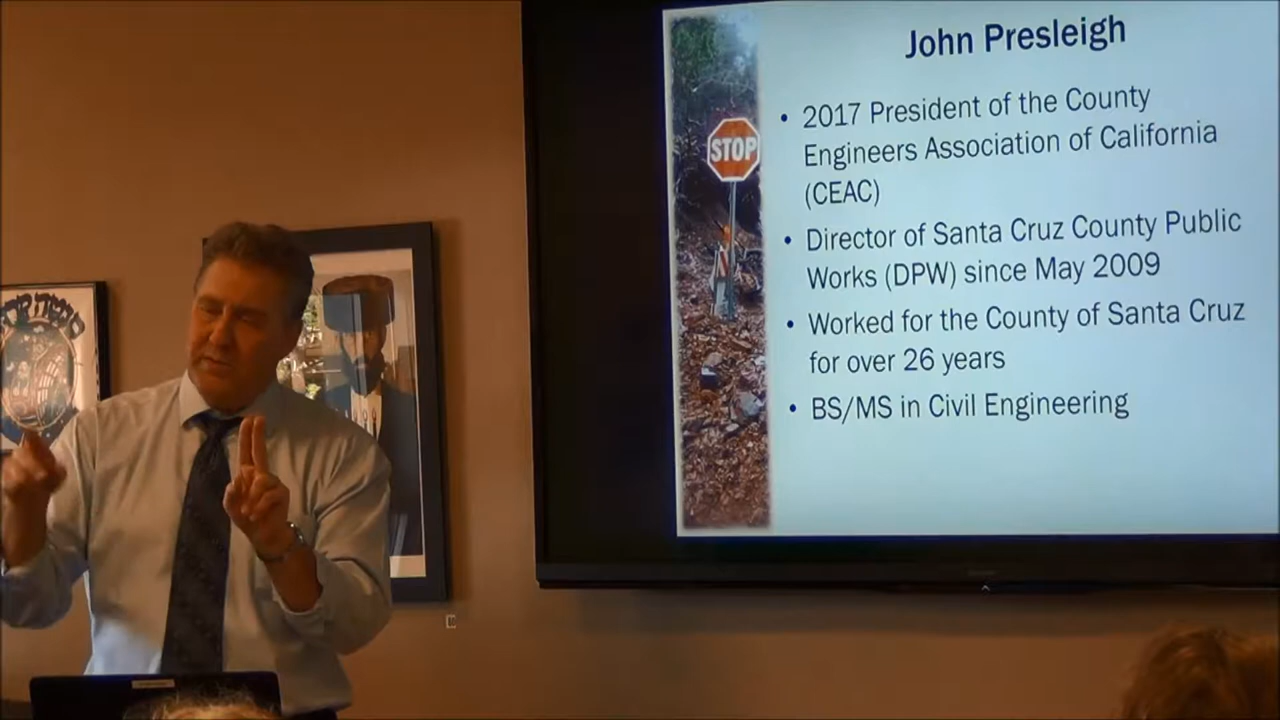 John Presleigh
• 2017 President of the County
Engineers Association of California
(CEAC)
• Director of Santa Cruz County Public
Works (DPW) since May 2009
• Worked for the County of Santa Cruz
for over 26 years
• BS/MS in Civil Engineering
STOP